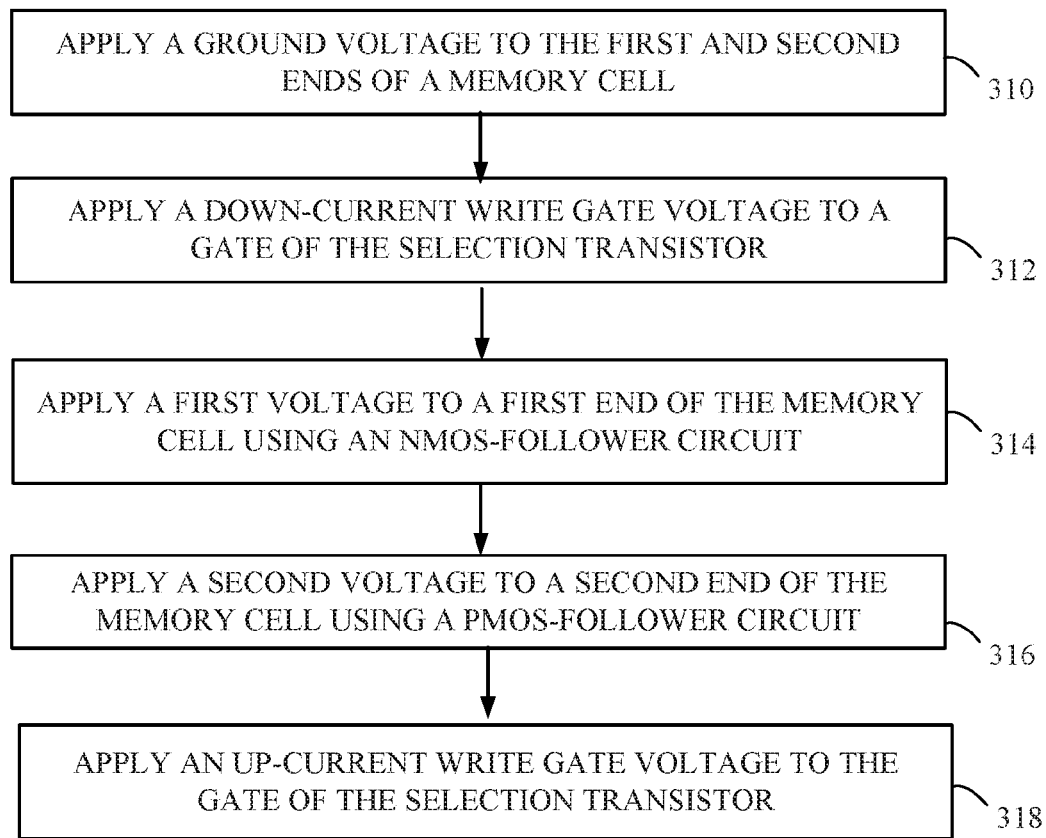 APPLY A GROUND VOLTAGE TO THE FIRST AND SECOND
ENDS OF A MEMORY CELL
310
APPLY A DOWN-CURRENT WRITE GATE VOLTAGE TO A
GATE OF THE SELECTION TRANSISTOR
312
APPLY A FIRST VOLTAGE TO A FIRST END OF THE MEMORY
CELL USING AN NMOS-FOLLOWER CIRCUIT
314
APPLY A SECOND VOLTAGE TO A SECOND END OF THE
MEMORY CELL USING A PMOS-FOLLOWER CIRCUIT
316
APPLY AN UP-CURRENT WRITE GATE VOLTAGE TO THE
GATE OF THE SELECTION TRANSISTOR
318